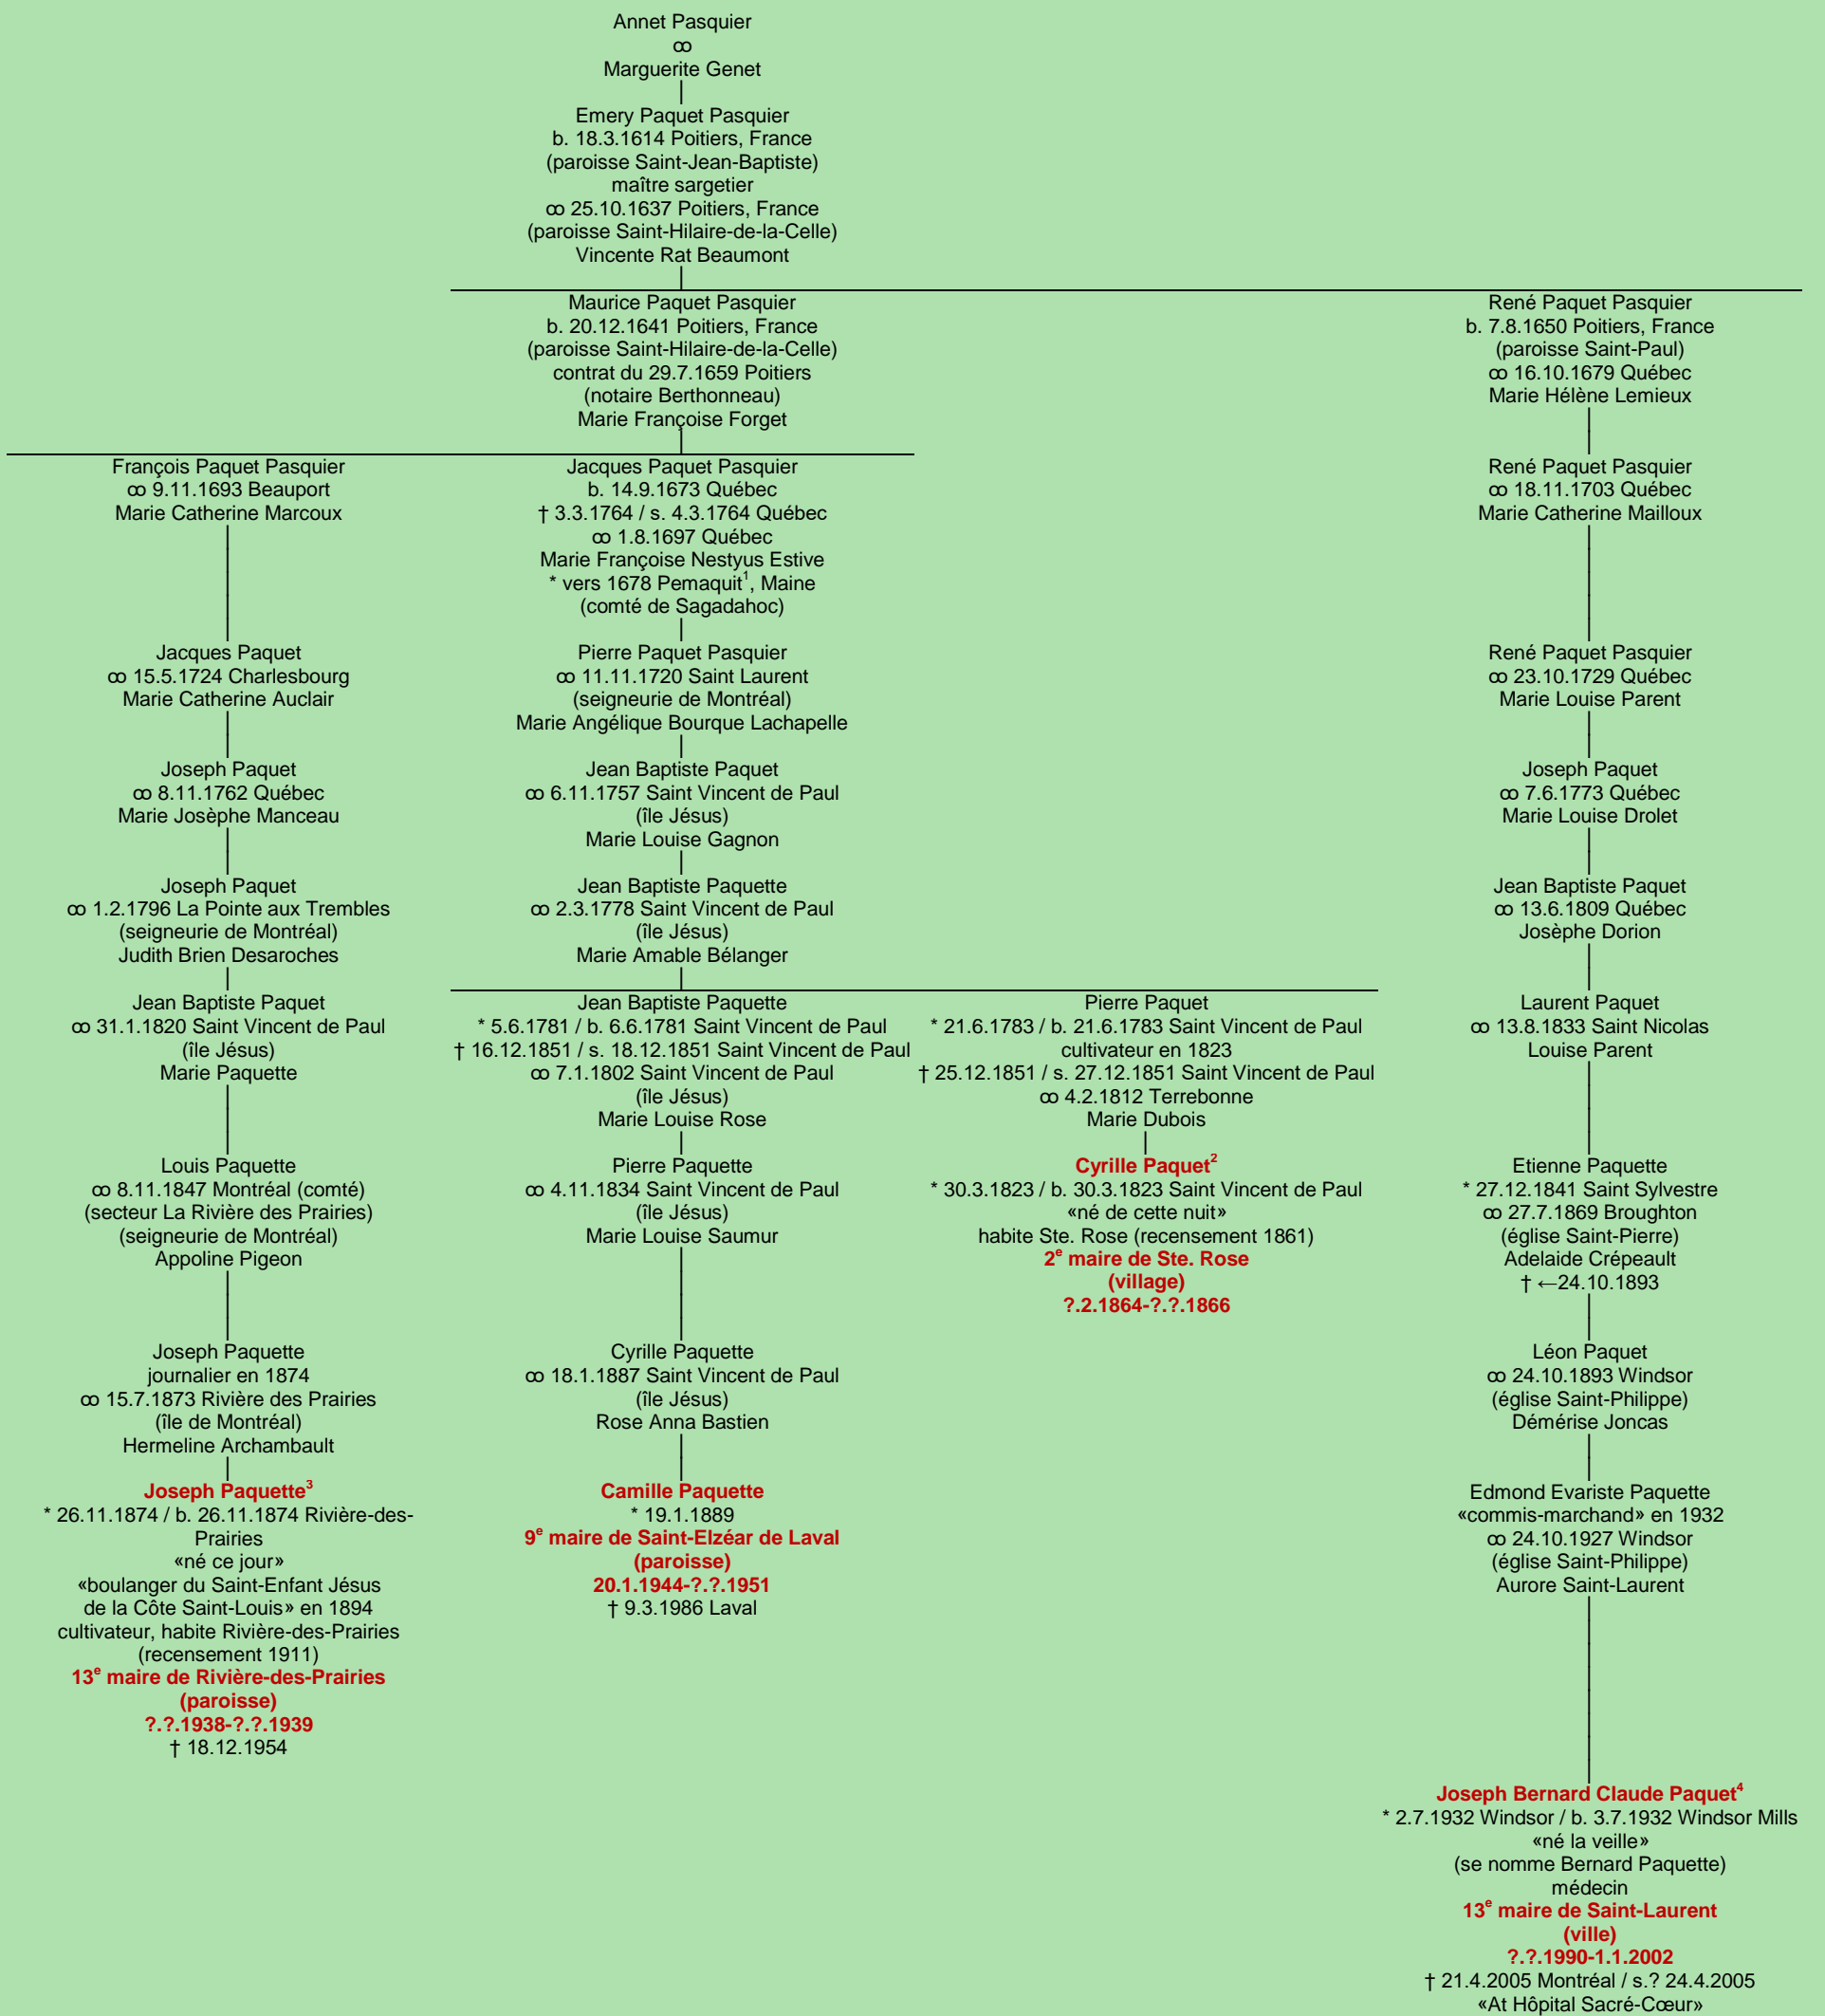 Annet Pasquier
ꝏ
Marguerite Genet
Emery Paquet Pasquier
b. 18.3.1614 Poitiers, France
(paroisse Saint-Jean-Baptiste)
maître sargetier
ꝏ 25.10.1637 Poitiers, France
(paroisse Saint-Hilaire-de-la-Celle)
Vincente Rat Beaumont
Maurice Paquet Pasquier
b. 20.12.1641 Poitiers, France
(paroisse Saint-Hilaire-de-la-Celle)
contrat du 29.7.1659 Poitiers
(notaire Berthonneau)
Marie Françoise Forget
René Paquet Pasquier
b. 7.8.1650 Poitiers, France
(paroisse Saint-Paul)
ꝏ 16.10.1679 Québec
Marie Hélène Lemieux
François Paquet Pasquier
ꝏ 9.11.1693 Beauport
Marie Catherine Marcoux
Jacques Paquet Pasquier
b. 14.9.1673 Québec
† 3.3.1764 / s. 4.3.1764 Québec
ꝏ 1.8.1697 Québec
Marie Françoise Nestyus Estive
* vers 1678 Pemaquit¹, Maine
(comté de Sagadahoc)
René Paquet Pasquier
ꝏ 18.11.1703 Québec
Marie Catherine Mailloux
Jacques Paquet
ꝏ 15.5.1724 Charlesbourg
Marie Catherine Auclair
Pierre Paquet Pasquier
ꝏ 11.11.1720 Saint Laurent
(seigneurie de Montréal)
Marie Angélique Bourque Lachapelle
René Paquet Pasquier
ꝏ 23.10.1729 Québec
Marie Louise Parent
Joseph Paquet
ꝏ 8.11.1762 Québec
Marie Josèphe Manceau
Jean Baptiste Paquet
ꝏ 6.11.1757 Saint Vincent de Paul
(île Jésus)
Marie Louise Gagnon
Joseph Paquet
ꝏ 7.6.1773 Québec
Marie Louise Drolet
Joseph Paquet
ꝏ 1.2.1796 La Pointe aux Trembles
(seigneurie de Montréal)
Judith Brien Desaroches
Jean Baptiste Paquette
ꝏ 2.3.1778 Saint Vincent de Paul
(île Jésus)
Marie Amable Bélanger
Jean Baptiste Paquet
ꝏ 13.6.1809 Québec
Josèphe Dorion
Jean Baptiste Paquet
ꝏ 31.1.1820 Saint Vincent de Paul
(île Jésus)
Marie Paquette
Jean Baptiste Paquette
* 5.6.1781 / b. 6.6.1781 Saint Vincent de Paul
† 16.12.1851 / s. 18.12.1851 Saint Vincent de Paul
ꝏ 7.1.1802 Saint Vincent de Paul
(île Jésus)
Marie Louise Rose
Pierre Paquet
* 21.6.1783 / b. 21.6.1783 Saint Vincent de Paul
cultivateur en 1823
† 25.12.1851 / s. 27.12.1851 Saint Vincent de Paul
ꝏ 4.2.1812 Terrebonne
Marie Dubois
Laurent Paquet
ꝏ 13.8.1833 Saint Nicolas
Louise Parent
Louis Paquette
ꝏ 8.11.1847 Montréal (comté)
(secteur La Rivière des Prairies)
(seigneurie de Montréal)
Appoline Pigeon
Pierre Paquette
ꝏ 4.11.1834 Saint Vincent de Paul
(île Jésus)
Marie Louise Saumur
Cyrille Paquet²
* 30.3.1823 / b. 30.3.1823 Saint Vincent de Paul
«né de cette nuit»
habite Ste. Rose (recensement 1861)
2ᵉ maire de Ste. Rose
(village)
?.2.1864-?.?.1866
Etienne Paquette
* 27.12.1841 Saint Sylvestre
ꝏ 27.7.1869 Broughton
(église Saint-Pierre)
Adelaide Crépeault
† ←24.10.1893
Joseph Paquette
journalier en 1874
ꝏ 15.7.1873 Rivière des Prairies
(île de Montréal)
Hermeline Archambault
Cyrille Paquette
ꝏ 18.1.1887 Saint Vincent de Paul
(île Jésus)
Rose Anna Bastien
Léon Paquet
ꝏ 24.10.1893 Windsor
(église Saint-Philippe)
Démérise Joncas
Joseph Paquette³
* 26.11.1874 / b. 26.11.1874 Rivière-des-
Prairies
«né ce jour»
«boulanger du Saint-Enfant Jésus
de la Côte Saint-Louis» en 1894
cultivateur, habite Rivière-des-Prairies
(recensement 1911)
13ᵉ maire de Rivière-des-Prairies
(paroisse)
?.?.1938-?.?.1939
† 18.12.1954
Camille Paquette
* 19.1.1889
9ᵉ maire de Saint-Elzéar de Laval
(paroisse)
20.1.1944-?.?.1951
† 9.3.1986 Laval
Edmond Evariste Paquette
«commis-marchand» en 1932
ꝏ 24.10.1927 Windsor
(église Saint-Philippe)
Aurore Saint-Laurent
Joseph Bernard Claude Paquet⁴
* 2.7.1932 Windsor / b. 3.7.1932 Windsor Mills
«né la veille»
(se nomme Bernard Paquette)
médecin
13ᵉ maire de Saint-Laurent
(ville)
?.?.1990-1.1.2002
† 21.4.2005 Montréal / s.? 24.4.2005
«At Hôpital Sacré-Cœur»